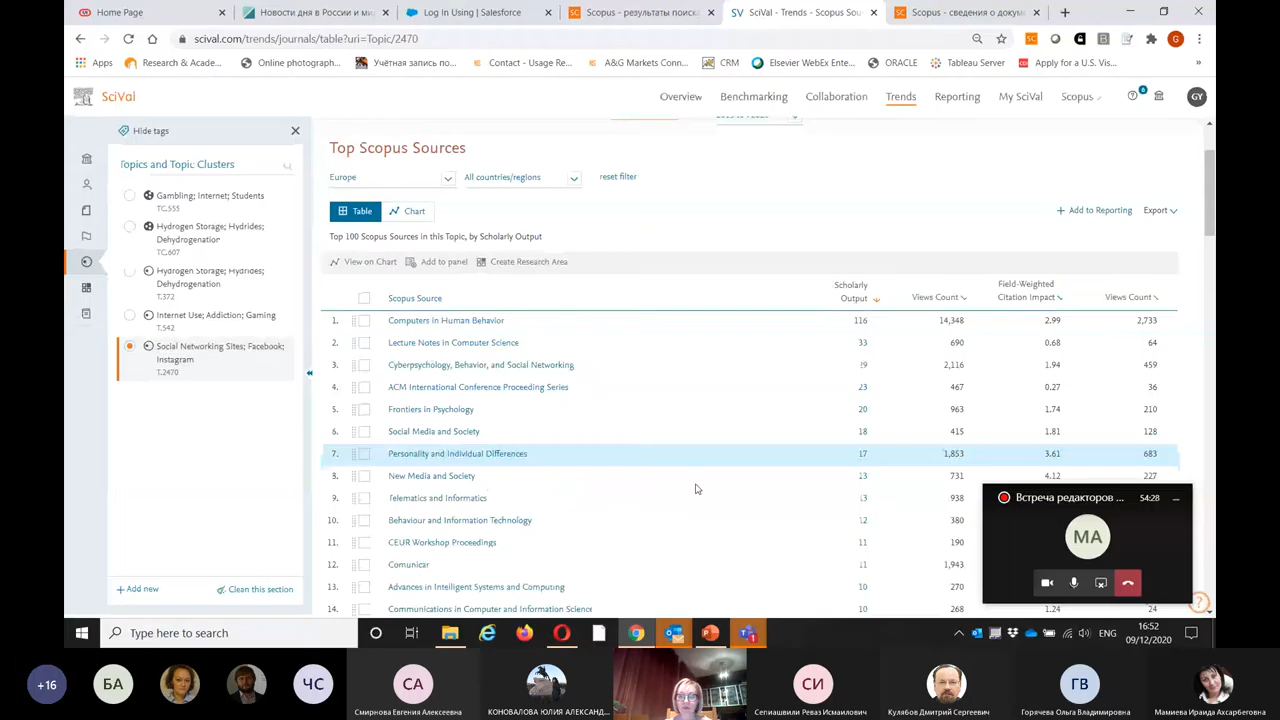 Home Page
Новости дня в России и ми
Log In Using | Salesforce
Scopus - результаты поиска
SciVal - Trends - Scopus Sour
Scopus - сведения о докум
scival.com/trends/journals/table?uri=Topic/2470
Apps
Research & Acade...
Online photograph...
Учётная запись по...
Contact - Usage Re...
A&G Markets Conn...
CRM
Elsevier WebEx Ente...
ORACLE
Tableau Server
Apply for a U.S. Vis...
SciVal
Overview
Benchmarking
Collaboration
Trends
Reporting
My SciVal
Scopus
GY
Hide tags
Topics and Topic Clusters
Gambling; Internet; Students
TC.555
Hydrogen Storage; Hydrides;
Dehydrogenation
TC.607
Hydrogen Storage; Hydrides;
Dehydrogenation
T.372
Internet Use; Addiction; Gaming
T.542
Social Networking Sites; Facebook;
Instagram
T.2470
+ Add new
Clean this section
Top Scopus Sources
Europe
All countries/regions
reset filter
Table
Chart
+ Add to Reporting
Export
Top 100 Scopus Sources in this Topic, by Scholarly Output
View on Chart
Add to panel
Create Research Area
Scopus Source
Scholarly
Output
Views Count
Field-Weighted
Citation Impact
Views Count
1. Computers in Human Behavior 116 14,348 2.99 2,733
2. Lecture Notes in Computer Science 33 690 0.68 64
3. Cyberpsychology, Behavior, and Social Networking 29 2,116 1.94 459
4. ACM International Conference Proceeding Series 23 467 0.27 36
5. Frontiers in Psychology 20 963 1.74 210
6. Social Media and Society 18 415 1.81 128
7. Personality and Individual Differences 17 1,853 3.61 683
8. New Media and Society 13 731 4.12 227
9. Telematics and Informatics 13 938
10. Behaviour and Information Technology 12 380
11. CEUR Workshop Proceedings 11 190
12. Comunicar 11 1,943
13. Advances in Intelligent Systems and Computing 10 270
14. Communications in Computer and Information Science 10 268 1.24 24
Встреча редакторов ...
54:28
MA
Type here to search
ENG
16:52
09/12/2020
+16
БА
ЧС
СА
СИ
ГВ
Смирнова Евгения Алексеевна
КОНОВАЛОВА ЮЛИЯ АЛЕКСАНД...
Сепиашвили Реваз Исмаилович
Кулябов Дмитрий Сергеевич
Горячева Ольга Владимировна
Мамиева Ираида Ахсарбеговна